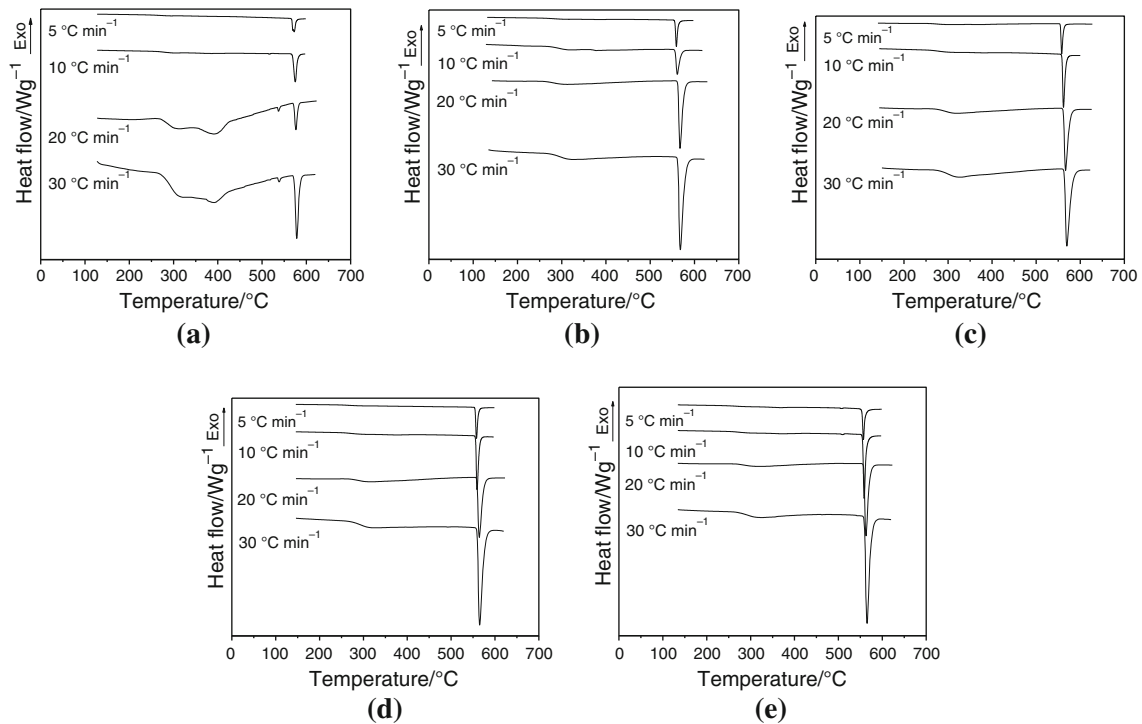 Heat flow/Wg⁻¹ Exo
5 °C min⁻¹
10 °C min⁻¹
20 °C min⁻¹
30 °C min⁻¹
0 100 200 300 400 500 600 700
Temperature/°C
(a)
Heat flow/Wg⁻¹ Exo
5 °C min⁻¹
10 °C min⁻¹
20 °C min⁻¹
30 °C min⁻¹
0 100 200 300 400 500 600 700
Temperature/°C
(b)
Heat flow/Wg⁻¹ Exo
5 °C min⁻¹
10 °C min⁻¹
20 °C min⁻¹
30 °C min⁻¹
0 100 200 300 400 500 600 700
Temperature/°C
(c)
Heat flow/Wg⁻¹ Exo
5 °C min⁻¹
10 °C min⁻¹
20 °C min⁻¹
30 °C min⁻¹
0 100 200 300 400 500 600 700
Temperature/°C
(d)
Heat flow/Wg⁻¹ Exo
5 °C min⁻¹
10 °C min⁻¹
20 °C min⁻¹
30 °C min⁻¹
0 100 200 300 400 500 600 700
Temperature/°C
(e)